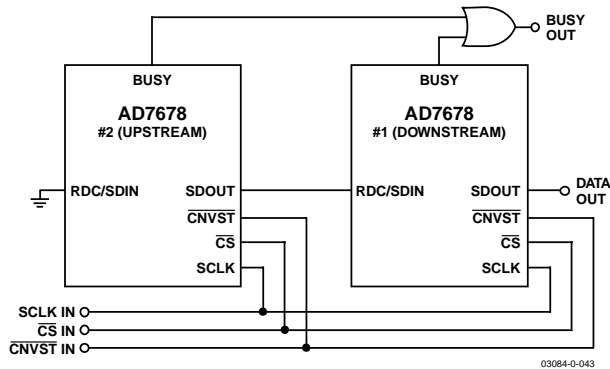 BUSY
OUT
BUSY
AD7678
#2 (UPSTREAM)
RDC/SDIN
SDOUT
CNVST
CS
SCLK
BUSY
AD7678
#1 (DOWNSTREAM)
RDC/SDIN
SDOUT
CNVST
CS
SCLK
DATA
OUT
SCLK IN
CS IN
CNVST IN
03084-0-043